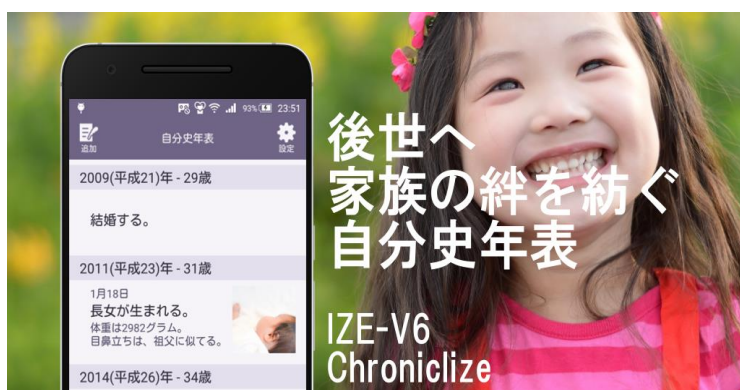 93% 23:51
追加
自分史年表
設定
2009(平成21)年 - 29歳
結婚する。
2011(平成23)年 - 31歳
1月18日
長女が生まれる。
体重は2982グラム。
目鼻立ちは、祖父に似てる。
2014(平成26)年 - 34歳
後世へ
家族の絆を紡ぐ
自分史年表
IZE-V6
Chroniclize